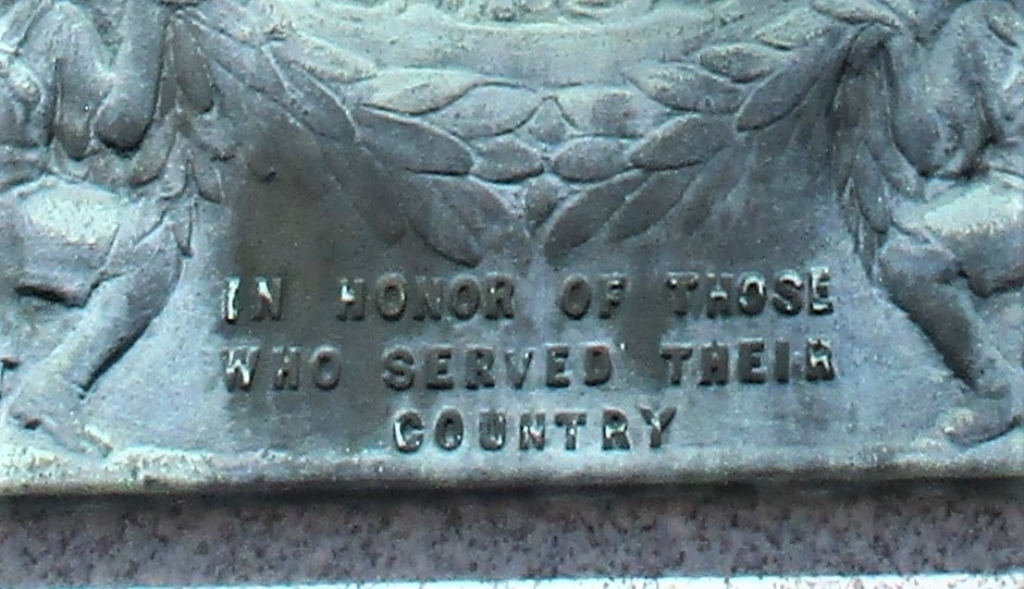 IN HONOR OF THOSE
WHO SERVED THEIR
COUNTRY